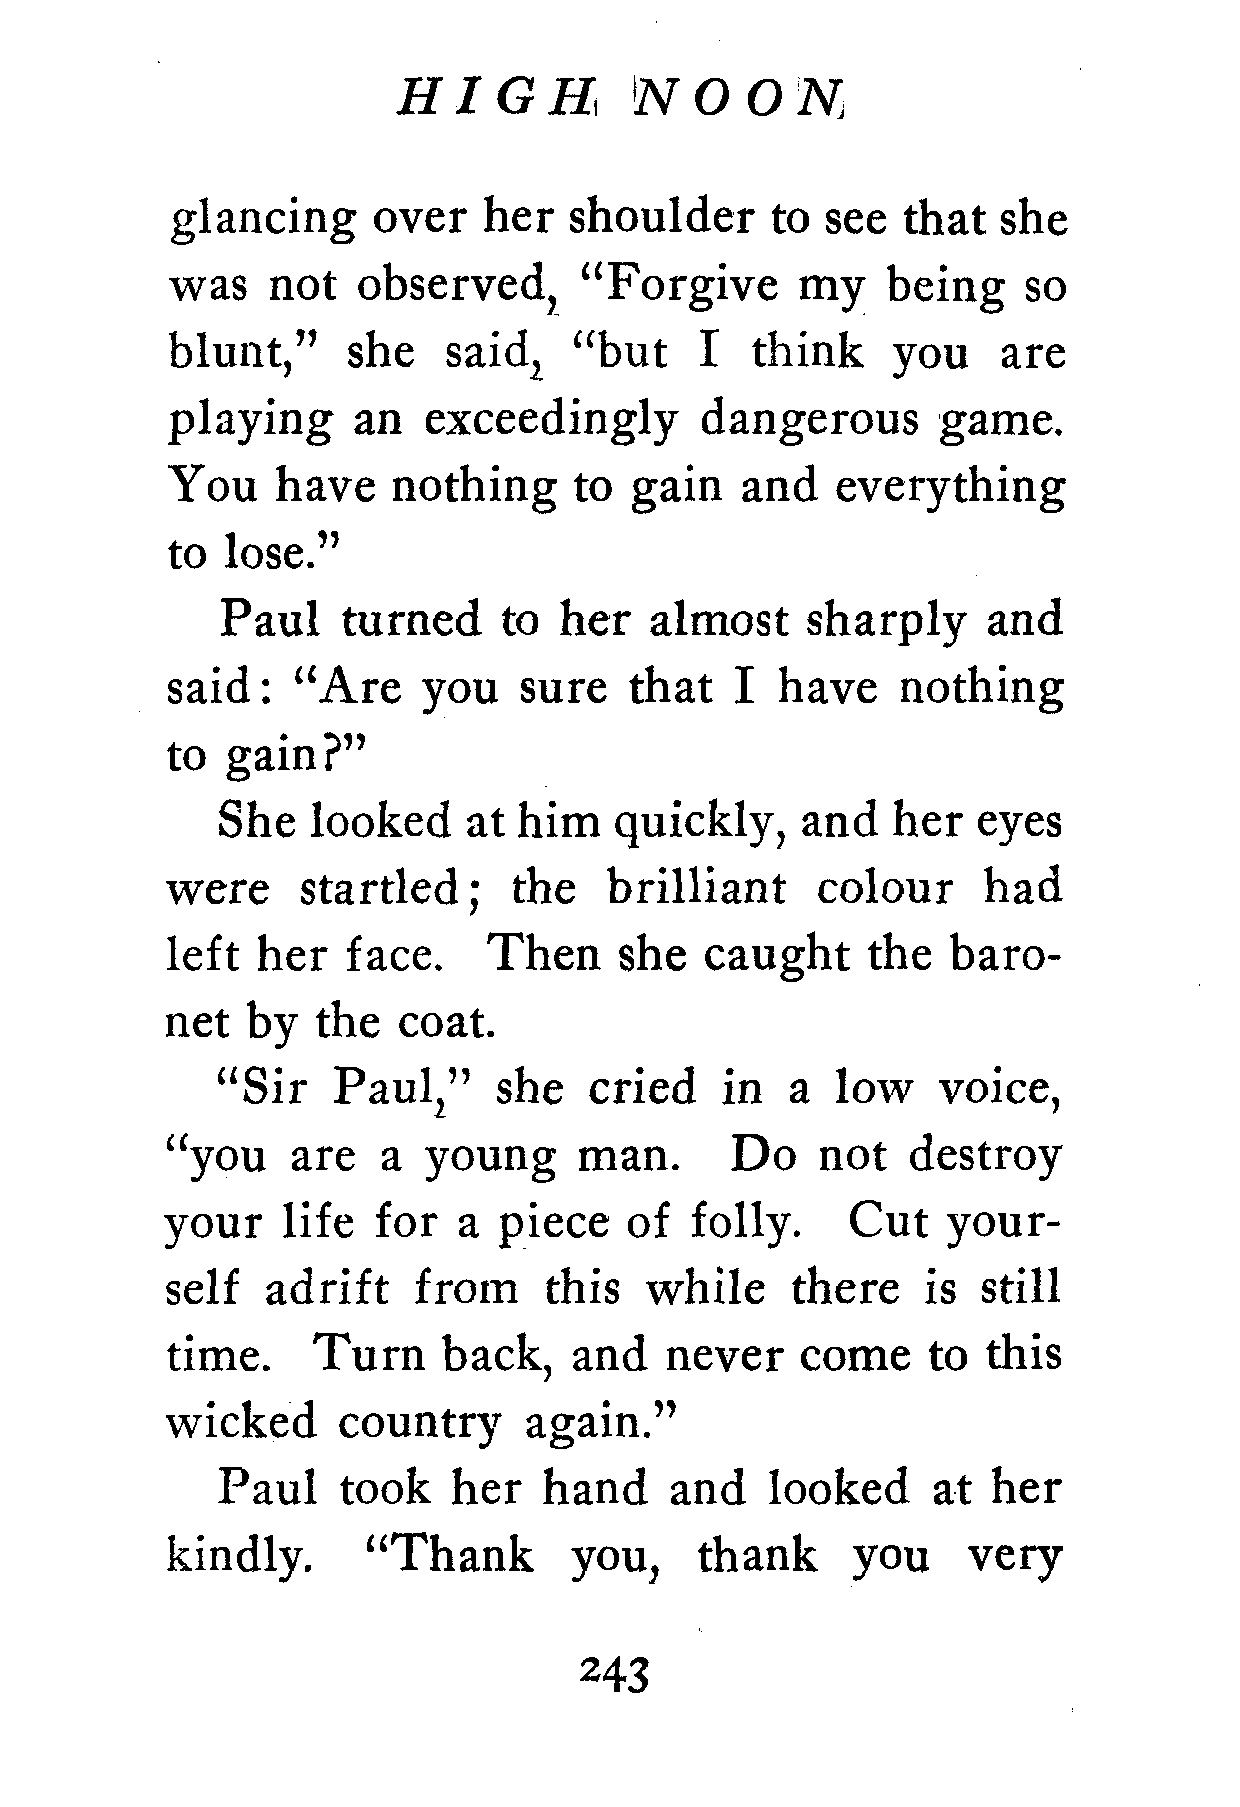 HIGH NOON
glancing over her shoulder to see that she
was not observed, "Forgive my being so
blunt," she said, "but I think you are
playing an exceedingly dangerous game.
You have nothing to gain and everything
to lose."
Paul turned to her almost sharply and
said: "Are you sure that I have nothing
to gain?"
She looked at him quickly, and her eyes
were startled; the brilliant colour had
left her face. Then she caught the baro-
net by the coat.
"Sir Paul," she cried in a low voice,
"you are a young man. Do not destroy
your life for a piece of folly. Cut your-
self adrift from this while there is still
time. Turn back, and never come to this
wicked country again."
Paul took her hand and looked at her
kindly. "Thank you, thank you very
243